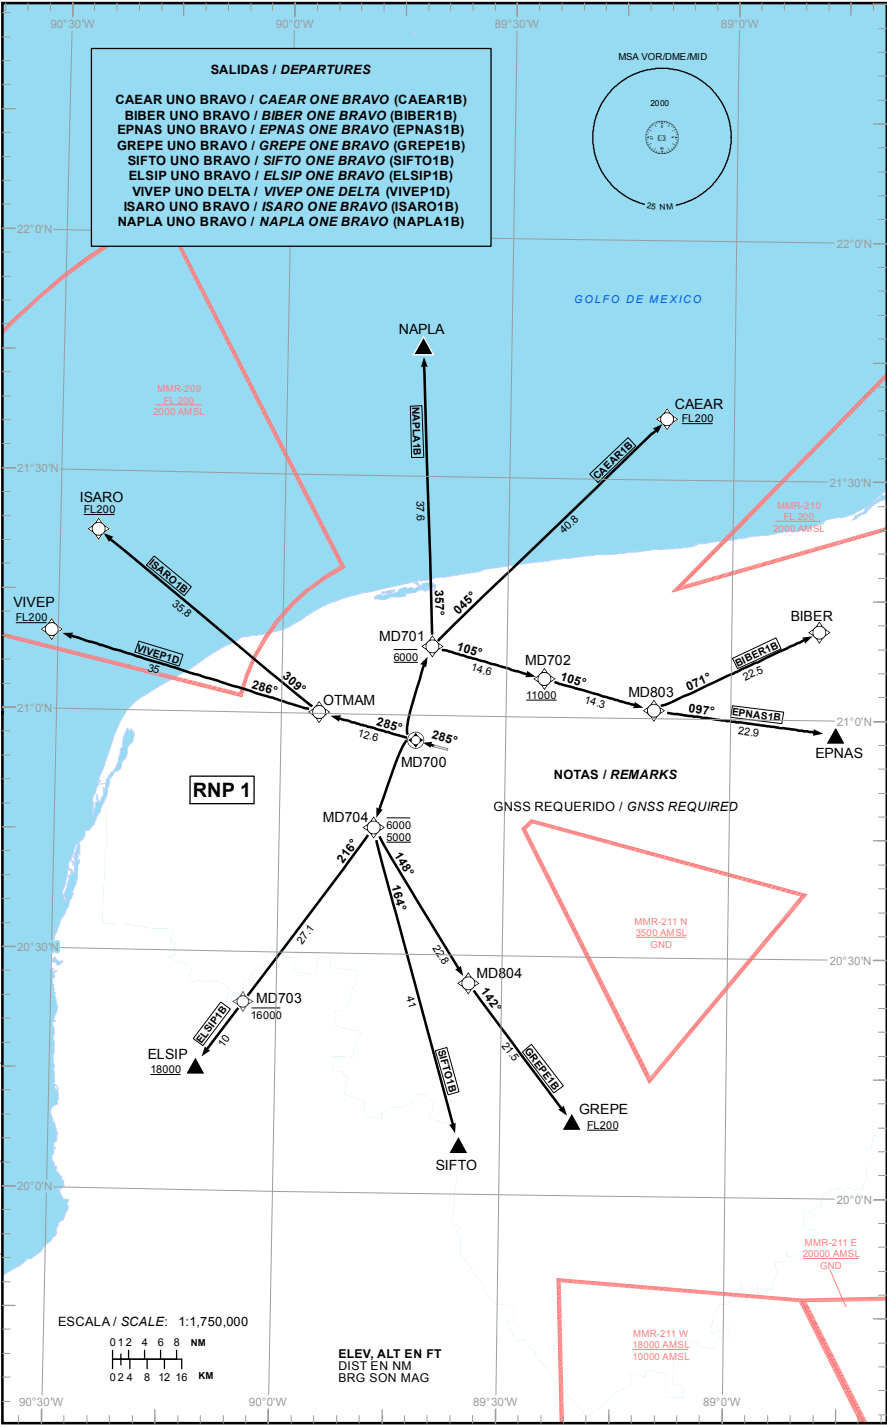 90°30'W
90°0'W
89°30'W
89°0'W
SALIDAS / DEPARTURES
CAEAR UNO BRAVO / CAEAR ONE BRAVO (CAEAR1B)
BIBER UNO BRAVO / BIBER ONE BRAVO (BIBER1B)
EPNAS UNO BRAVO / EPNAS ONE BRAVO (EPNAS1B)
GREPE UNO BRAVO / GREPE ONE BRAVO (GREPE1B)
SIFTO UNO BRAVO / SIFTO ONE BRAVO (SIFTO1B)
ELSIP UNO BRAVO / ELSIP ONE BRAVO (ELSIP1B)
VIVEP UNO DELTA / VIVEP ONE DELTA (VIVEP1D)
ISARO UNO BRAVO / ISARO ONE BRAVO (ISARO1B)
NAPLA UNO BRAVO / NAPLA ONE BRAVO (NAPLA1B)
MSA VOR/DME/MID
2000
25 NM
22°0'N
22°0'N
GOLFO DE MEXICO
NAPLA
MMR-209
FL 200
2000 AMSL
CAEAR
FL200
NAPLA1B
CAEAR1B
21°30'N
21°30'N
ISARO
FL200
37.6
40.8
MMR-210
FL 200
2000 AMSL
ISARO1B
35.8
VIVEP
FL200
357°
045°
BIBER
MD701
6000
VIVEP1D
35
105°
14.6
MD702
11000
BIBER1B
22.5
309°
286°
105°
14.3
MD803
071°
OTMAM
21°0'N
21°0'N
285°
12.6
285°
097°
EPNAS1B
22.9
EPNAS
MD700
NOTAS / REMARKS
RNP 1
GNSS REQUERIDO / GNSS REQUIRED
MD704
6000
5000
216°
148°
164°
MMR-211 N
3500 AMSL
GND
27.1
22.8
20°30'N
20°30'N
MD804
MD703
16000
142°
41
ELSIP1B
10
21.5
ELSIP
18000
SIFTO1B
GREPE1B
GREPE
FL200
SIFTO
20°0'N
20°0'N
MMR-211 E
20000 AMSL
GND
ESCALA / SCALE: 1:1,750,000
0 1 2 4 6 8 NM
0 2 4 8 12 16 KM
ELEV, ALT EN FT
DIST EN NM
BRG SON MAG
MMR-211 W
18000 AMSL
10000 AMSL
90°30'W
90°0'W
89°30'W
89°0'W